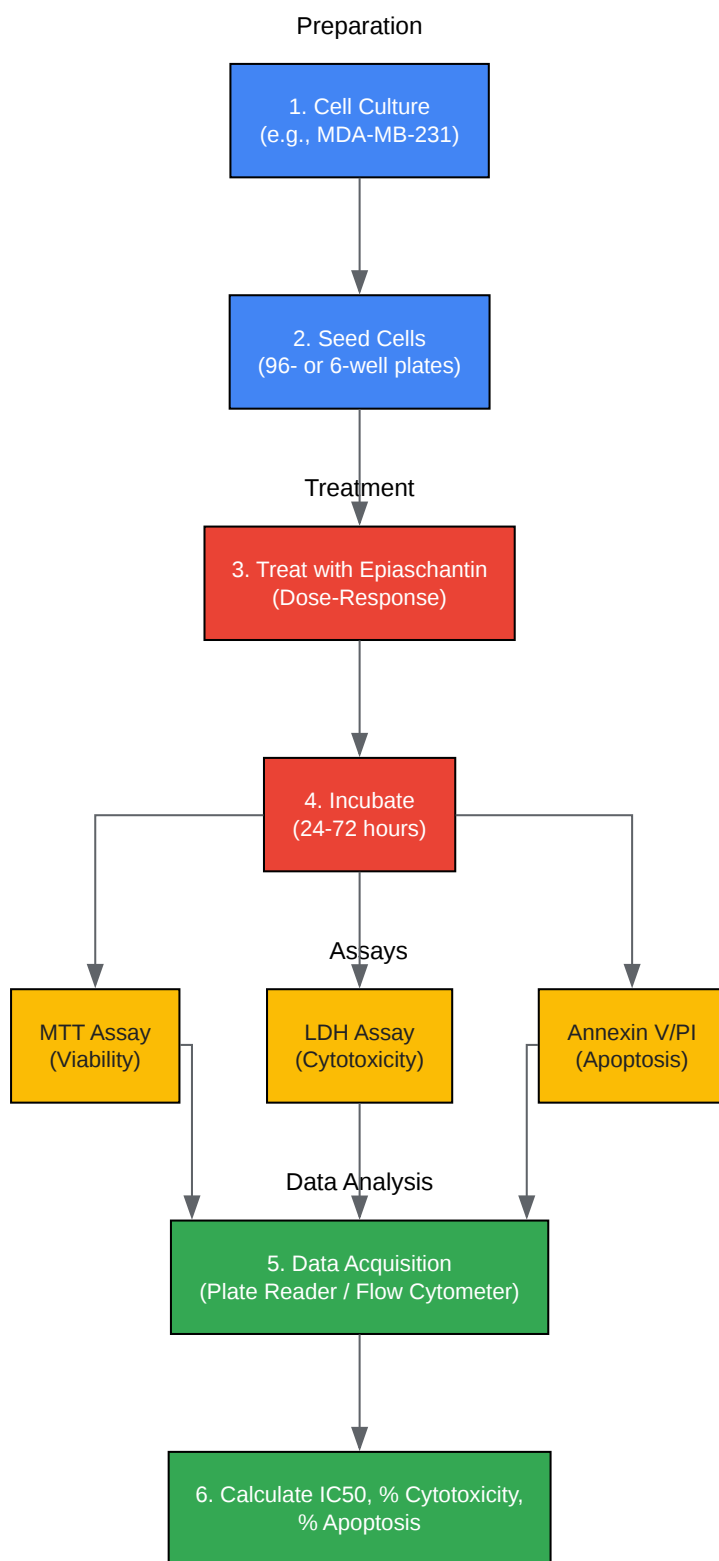 Preparation
1. Cell Culture
(e.g., MDA-MB-231)
2. Seed Cells
(96- or 6-well plates)
Treatment
3. Treat with Epiaschantin
(Dose-Response)
4. Incubate
(24-72 hours)
Assays
MTT Assay
(Viability)
LDH Assay
(Cytotoxicity)
Annexin V/PI
(Apoptosis)
Data Analysis
5. Data Acquisition
(Plate Reader / Flow Cytometer)
6. Calculate IC50, % Cytotoxicity,
% Apoptosis